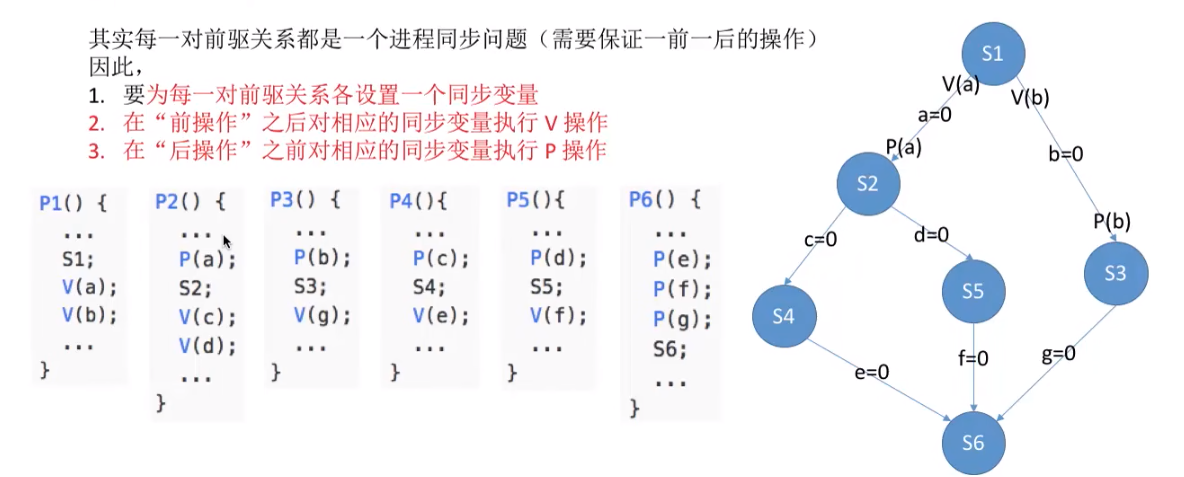 其实每一对前驱关系都是一个进程同步问题（需要保证一前一后的操作）
因此，
1. 要为每一对前驱关系各设置一个同步变量
2. 在“前操作”之后对相应的同步变量执行 V 操作
3. 在“后操作”之前对相应的同步变量执行 P 操作
P1() {
...
S1;
V(a);
V(b);
...
}
P2() {
...
P(a);
S2;
V(c);
V(d);
...
}
P3() {
...
P(b);
S3;
V(g);
...
}
P4(){
...
P(c);
S4;
V(e);
...
}
P5(){
...
P(d);
S5;
V(f);
...
}
P6() {
...
P(e);
P(f);
P(g);
S6;
...
}
S1
V(a)
V(b)
a=0
P(a)
b=0
S2
P(b)
c=0
d=0
S3
S5
S4
f=0
g=0
e=0
S6